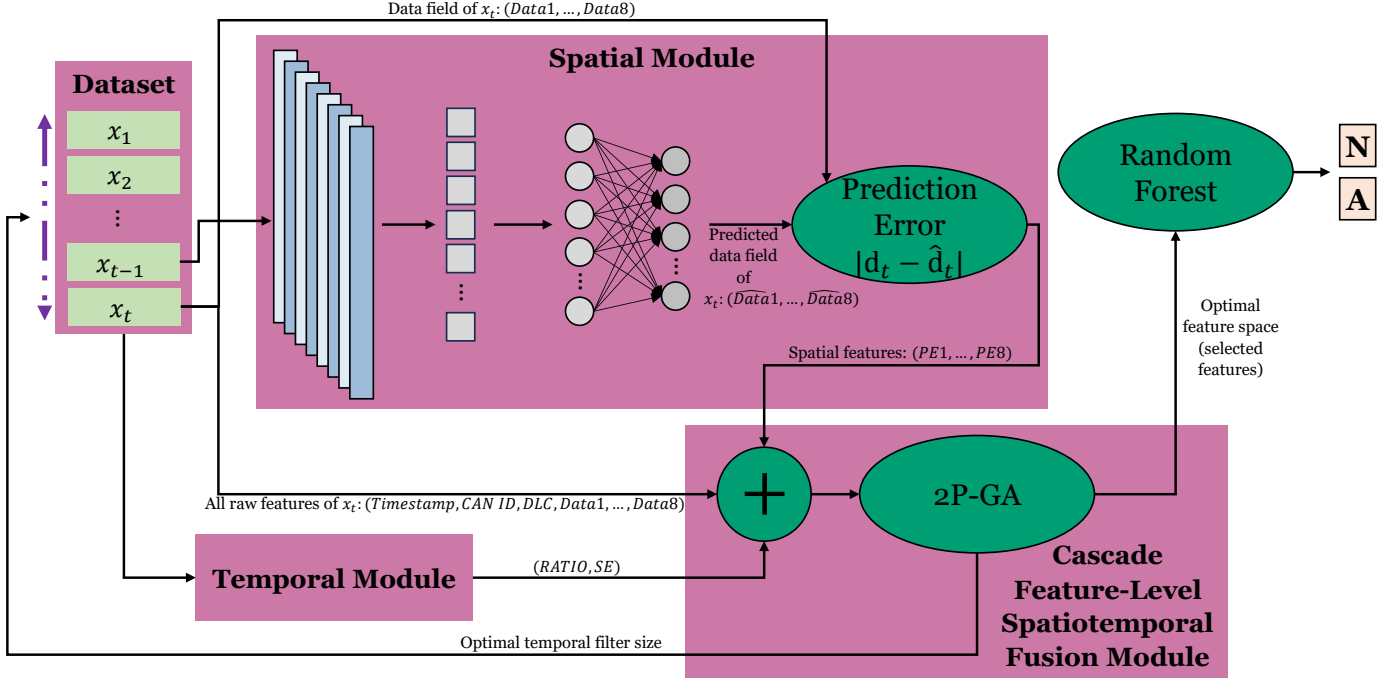 Data field of x_t: (Data1, ..., Data8)
Dataset
x_1
x_2
⋮
x_{t−1}
x_t
Spatial Module
Prediction
Error
|d_t − d̂_t|
Predicted
data field
of
x_t: (\widehat{Data1}, ..., \widehat{Data8})
Random
Forest
N
A
Spatial features: (PE1, ..., PE8)
Optimal
feature space
(selected
features)
All raw features of x_t: (Timestamp, CAN ID, DLC, Data1, ..., Data8)
+
2P-GA
Temporal Module
(RATIO, SE)
Cascade
Feature-Level
Spatiotemporal
Fusion Module
Optimal temporal filter size